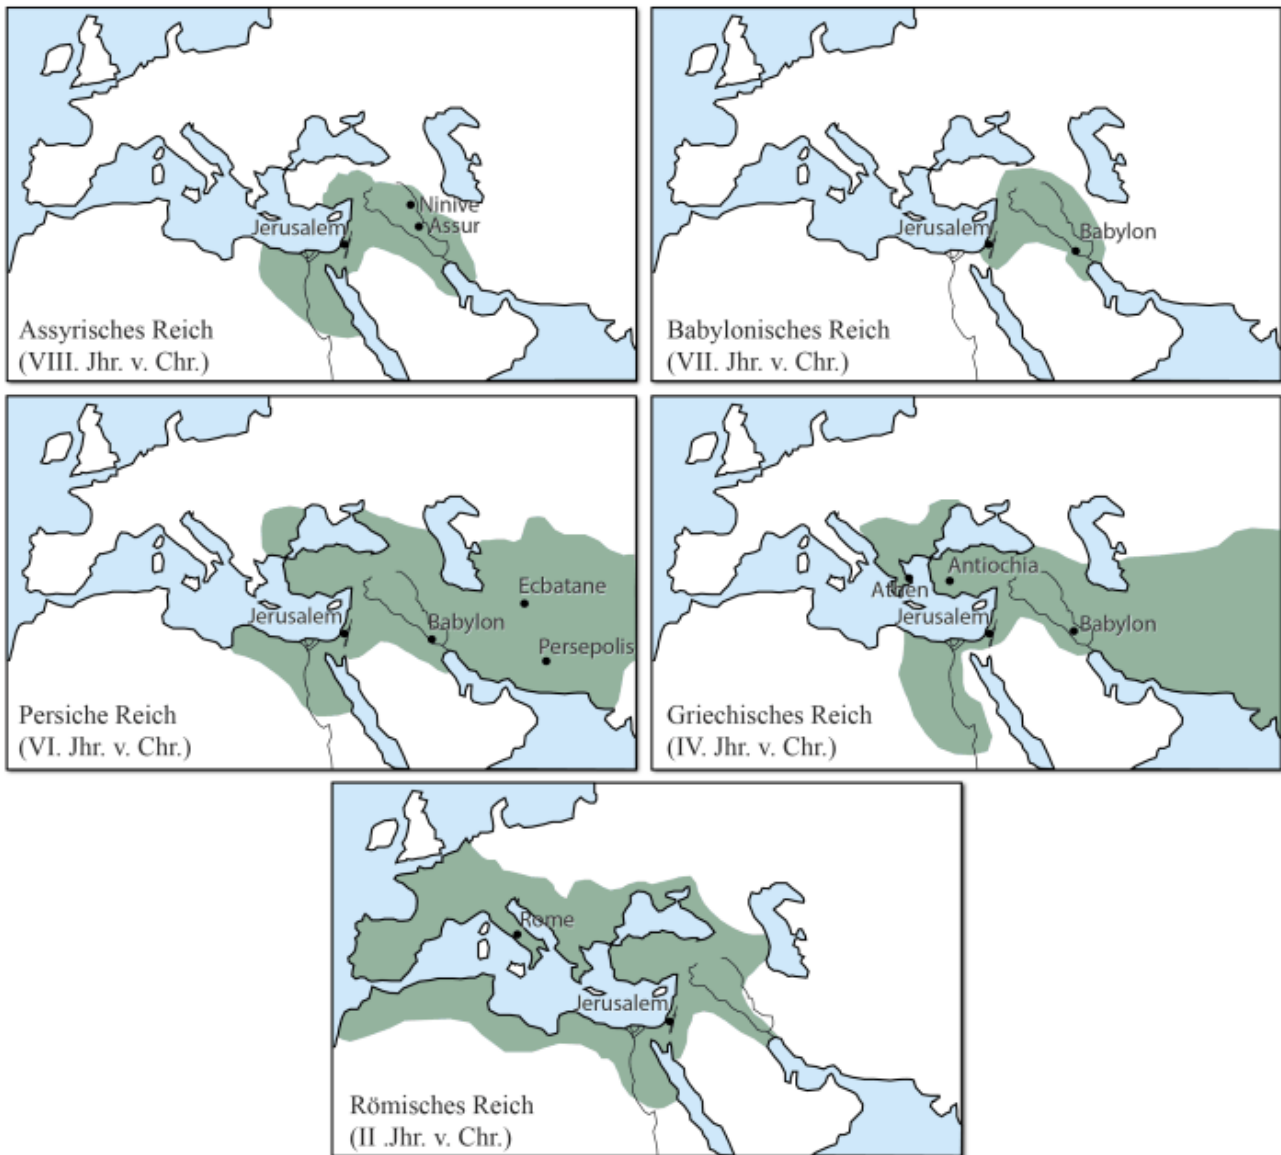 Ninive
Jerusalem
Assur
Assyrisches Reich
(VIII. Jhr. v. Chr.)
Jerusalem
Babylon
Babylonisches Reich
(VII. Jhr. v. Chr.)
Ecbatane
Jerusalem
Babylon
Persepolis
Persiche Reich
(VI. Jhr. v. Chr.)
Antiochia
Athen
Jerusalem
Babylon
Griechisches Reich
(IV. Jhr. v. Chr.)
Rome
Jerusalem
Römisches Reich
(II .Jhr. v. Chr.)